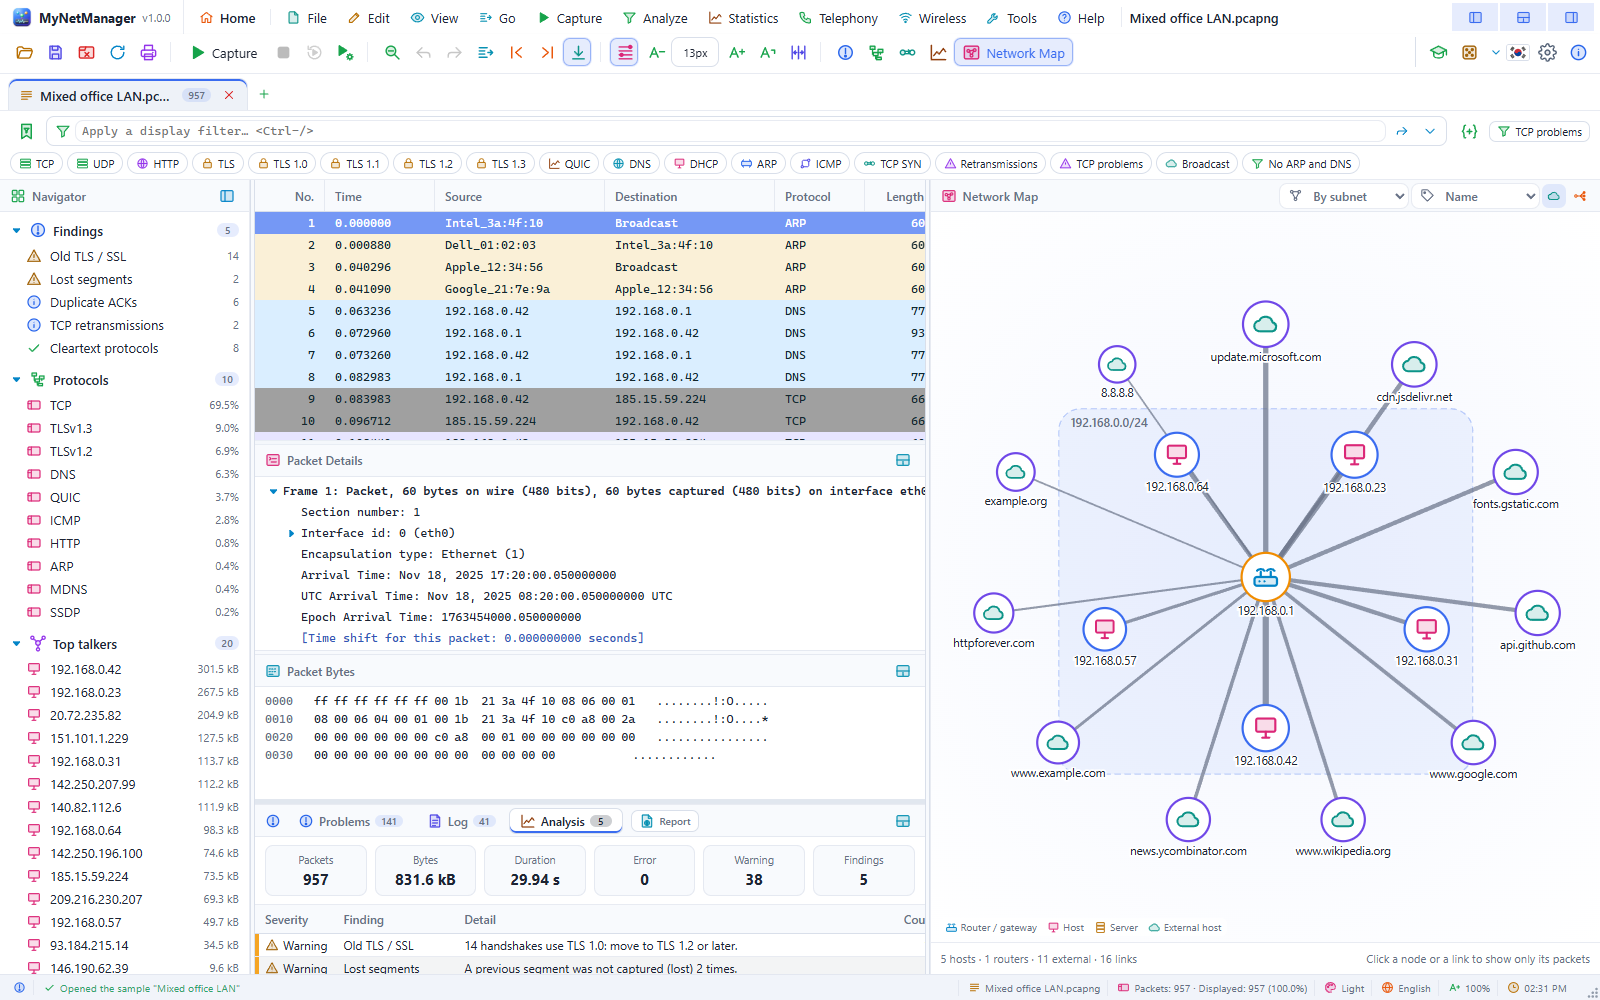 MyNetManager v1.0.0 Home File Edit View Go Capture Analyze Statistics Telephony Wireless Tools Help Mixed office LAN.pcapng
Capture A− 13px A+ Network Map
Mixed office LAN.pc... 957
Apply a display filter… <Ctrl-/> TCP problems
TCP UDP HTTP TLS TLS 1.0 TLS 1.1 TLS 1.2 TLS 1.3 QUIC DNS DHCP ARP ICMP TCP SYN Retransmissions TCP problems Broadcast No ARP and DNS
Navigator
Findings 5
Old TLS / SSL 14
Lost segments 2
Duplicate ACKs 6
TCP retransmissions 2
Cleartext protocols 8
Protocols 10
TCP 69.5%
TLSv1.3 9.0%
TLSv1.2 6.9%
DNS 6.3%
QUIC 3.7%
ICMP 2.8%
HTTP 0.8%
ARP 0.4%
MDNS 0.4%
SSDP 0.2%
Top talkers 20
192.168.0.42 301.5 kB
192.168.0.23 267.5 kB
20.72.235.82 204.9 kB
151.101.1.229 127.5 kB
192.168.0.31 113.7 kB
142.250.207.99 112.2 kB
140.82.112.6 111.9 kB
192.168.0.64 98.3 kB
142.250.196.100 74.6 kB
185.15.59.224 73.5 kB
209.216.230.207 69.3 kB
192.168.0.57 49.7 kB
93.184.215.14 34.5 kB
146.190.62.39 9.6 kB
No. Time Source Destination Protocol Length
1 0.000000 Intel_3a:4f:10 Broadcast ARP 60
2 0.000880 Dell_01:02:03 Intel_3a:4f:10 ARP 60
3 0.040296 Apple_12:34:56 Broadcast ARP 60
4 0.041090 Google_21:7e:9a Apple_12:34:56 ARP 60
5 0.063236 192.168.0.42 192.168.0.1 DNS 77
6 0.072960 192.168.0.1 192.168.0.42 DNS 93
7 0.073260 192.168.0.42 192.168.0.1 DNS 77
8 0.082983 192.168.0.1 192.168.0.42 DNS 77
9 0.083983 192.168.0.42 185.15.59.224 TCP 66
10 0.096712 185.15.59.224 192.168.0.42 TCP 66
Packet Details
Frame 1: Packet, 60 bytes on wire (480 bits), 60 bytes captured (480 bits) on interface eth0
Section number: 1
Interface id: 0 (eth0)
Encapsulation type: Ethernet (1)
Arrival Time: Nov 18, 2025 17:20:00.050000000
UTC Arrival Time: Nov 18, 2025 08:20:00.050000000 UTC
Epoch Arrival Time: 1763454000.050000000
[Time shift for this packet: 0.000000000 seconds]
Packet Bytes
0000 ff ff ff ff ff ff 00 1b 21 3a 4f 10 08 06 00 01 ........!:O.....
0010 08 00 06 04 00 01 00 1b 21 3a 4f 10 c0 a8 00 2a ........!:O....*
0020 00 00 00 00 00 00 c0 a8 00 01 00 00 00 00 00 00 ................
0030 00 00 00 00 00 00 00 00 00 00 00 00 ............
Problems 141 Log 41 Analysis 5 Report
Packets Bytes Duration Error Warning Findings
957 831.6 kB 29.94 s 0 38 5
Severity Finding Detail Cou
Warning Old TLS / SSL 14 handshakes use TLS 1.0: move to TLS 1.2 or later.
Warning Lost segments A previous segment was not captured (lost) 2 times.
Network Map By subnet Name
update.microsoft.com
8.8.8.8
cdn.jsdelivr.net
192.168.0.0/24
192.168.0.64
192.168.0.23
example.org
fonts.gstatic.com
192.168.0.1
httpforever.com
api.github.com
192.168.0.57
192.168.0.31
192.168.0.42
www.example.com
www.google.com
news.ycombinator.com
www.wikipedia.org
Router / gateway Host Server External host
5 hosts · 1 routers · 11 external · 16 links Click a node or a link to show only its packets
Opened the sample "Mixed office LAN" Mixed office LAN.pcapng Packets: 957 · Displayed: 957 (100.0%) Light English A+ 100% 02:31 PM